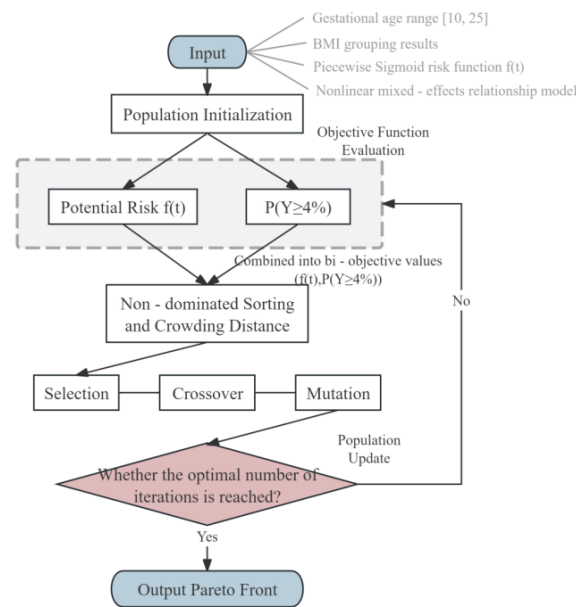 Gestational age range [10, 25]
Input
BMI grouping results
Piecewise Sigmoid risk function f(t)
Nonlinear mixed - effects relationship model
Population Initialization
Objective Function
Evaluation
Potential Risk f(t)
P(Y≥4%)
Combined into bi - objective values
(f(t),P(Y≥4%))
Non - dominated Sorting
and Crowding Distance
No
Selection
Crossover
Mutation
Population
Update
Whether the optimal number of
iterations is reached?
Yes
Output Pareto Front